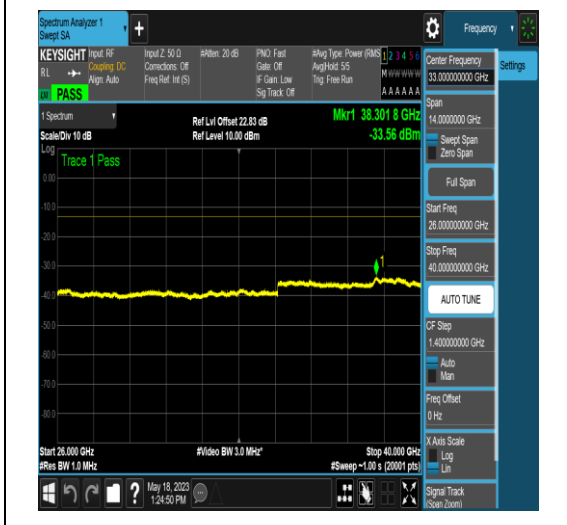 Spectrum Analyzer 1
Swept SA
+
Frequency
KEYSIGHT
RL
PASS
Input: RF
Coupling: DC
Align: Auto
Input Z: 50 Ω
Corrections: Off
Freq Ref: Int (S)
#Atten: 20 dB
PNO: Fast
Gate: Off
IF Gain: Low
Sig Track: Off
#Avg Type: Power (RMS
Avg|Hold: 5/5
Trig: Free Run
1 2 3 4 5 6
M W W W W W
A A A A A A
1 Spectrum
Scale/Div 10 dB
Ref Lvl Offset 22.83 dB
Ref Level 10.00 dBm
Mkr1 38.301 8 GHz
-33.56 dBm
Log
Trace 1 Pass
0.00
-10.0
-20.0
-30.0
-40.0
-50.0
-60.0
-70.0
-80.0
1
Start 26.000 GHz
#Res BW 1.0 MHz
#Video BW 3.0 MHz*
Stop 40.000 GHz
#Sweep ~1.00 s (20001 pts)
?
May 18, 2023
1:24:50 PM
Center Frequency
33.000000000 GHz
Settings
Span
14.0000000 GHz
Swept Span
Zero Span
Full Span
Start Freq
26.000000000 GHz
Stop Freq
40.000000000 GHz
AUTO TUNE
CF Step
1.400000000 GHz
Auto
Man
Freq Offset
0 Hz
X Axis Scale
Log
Lin
Signal Track
(Span Zoom)